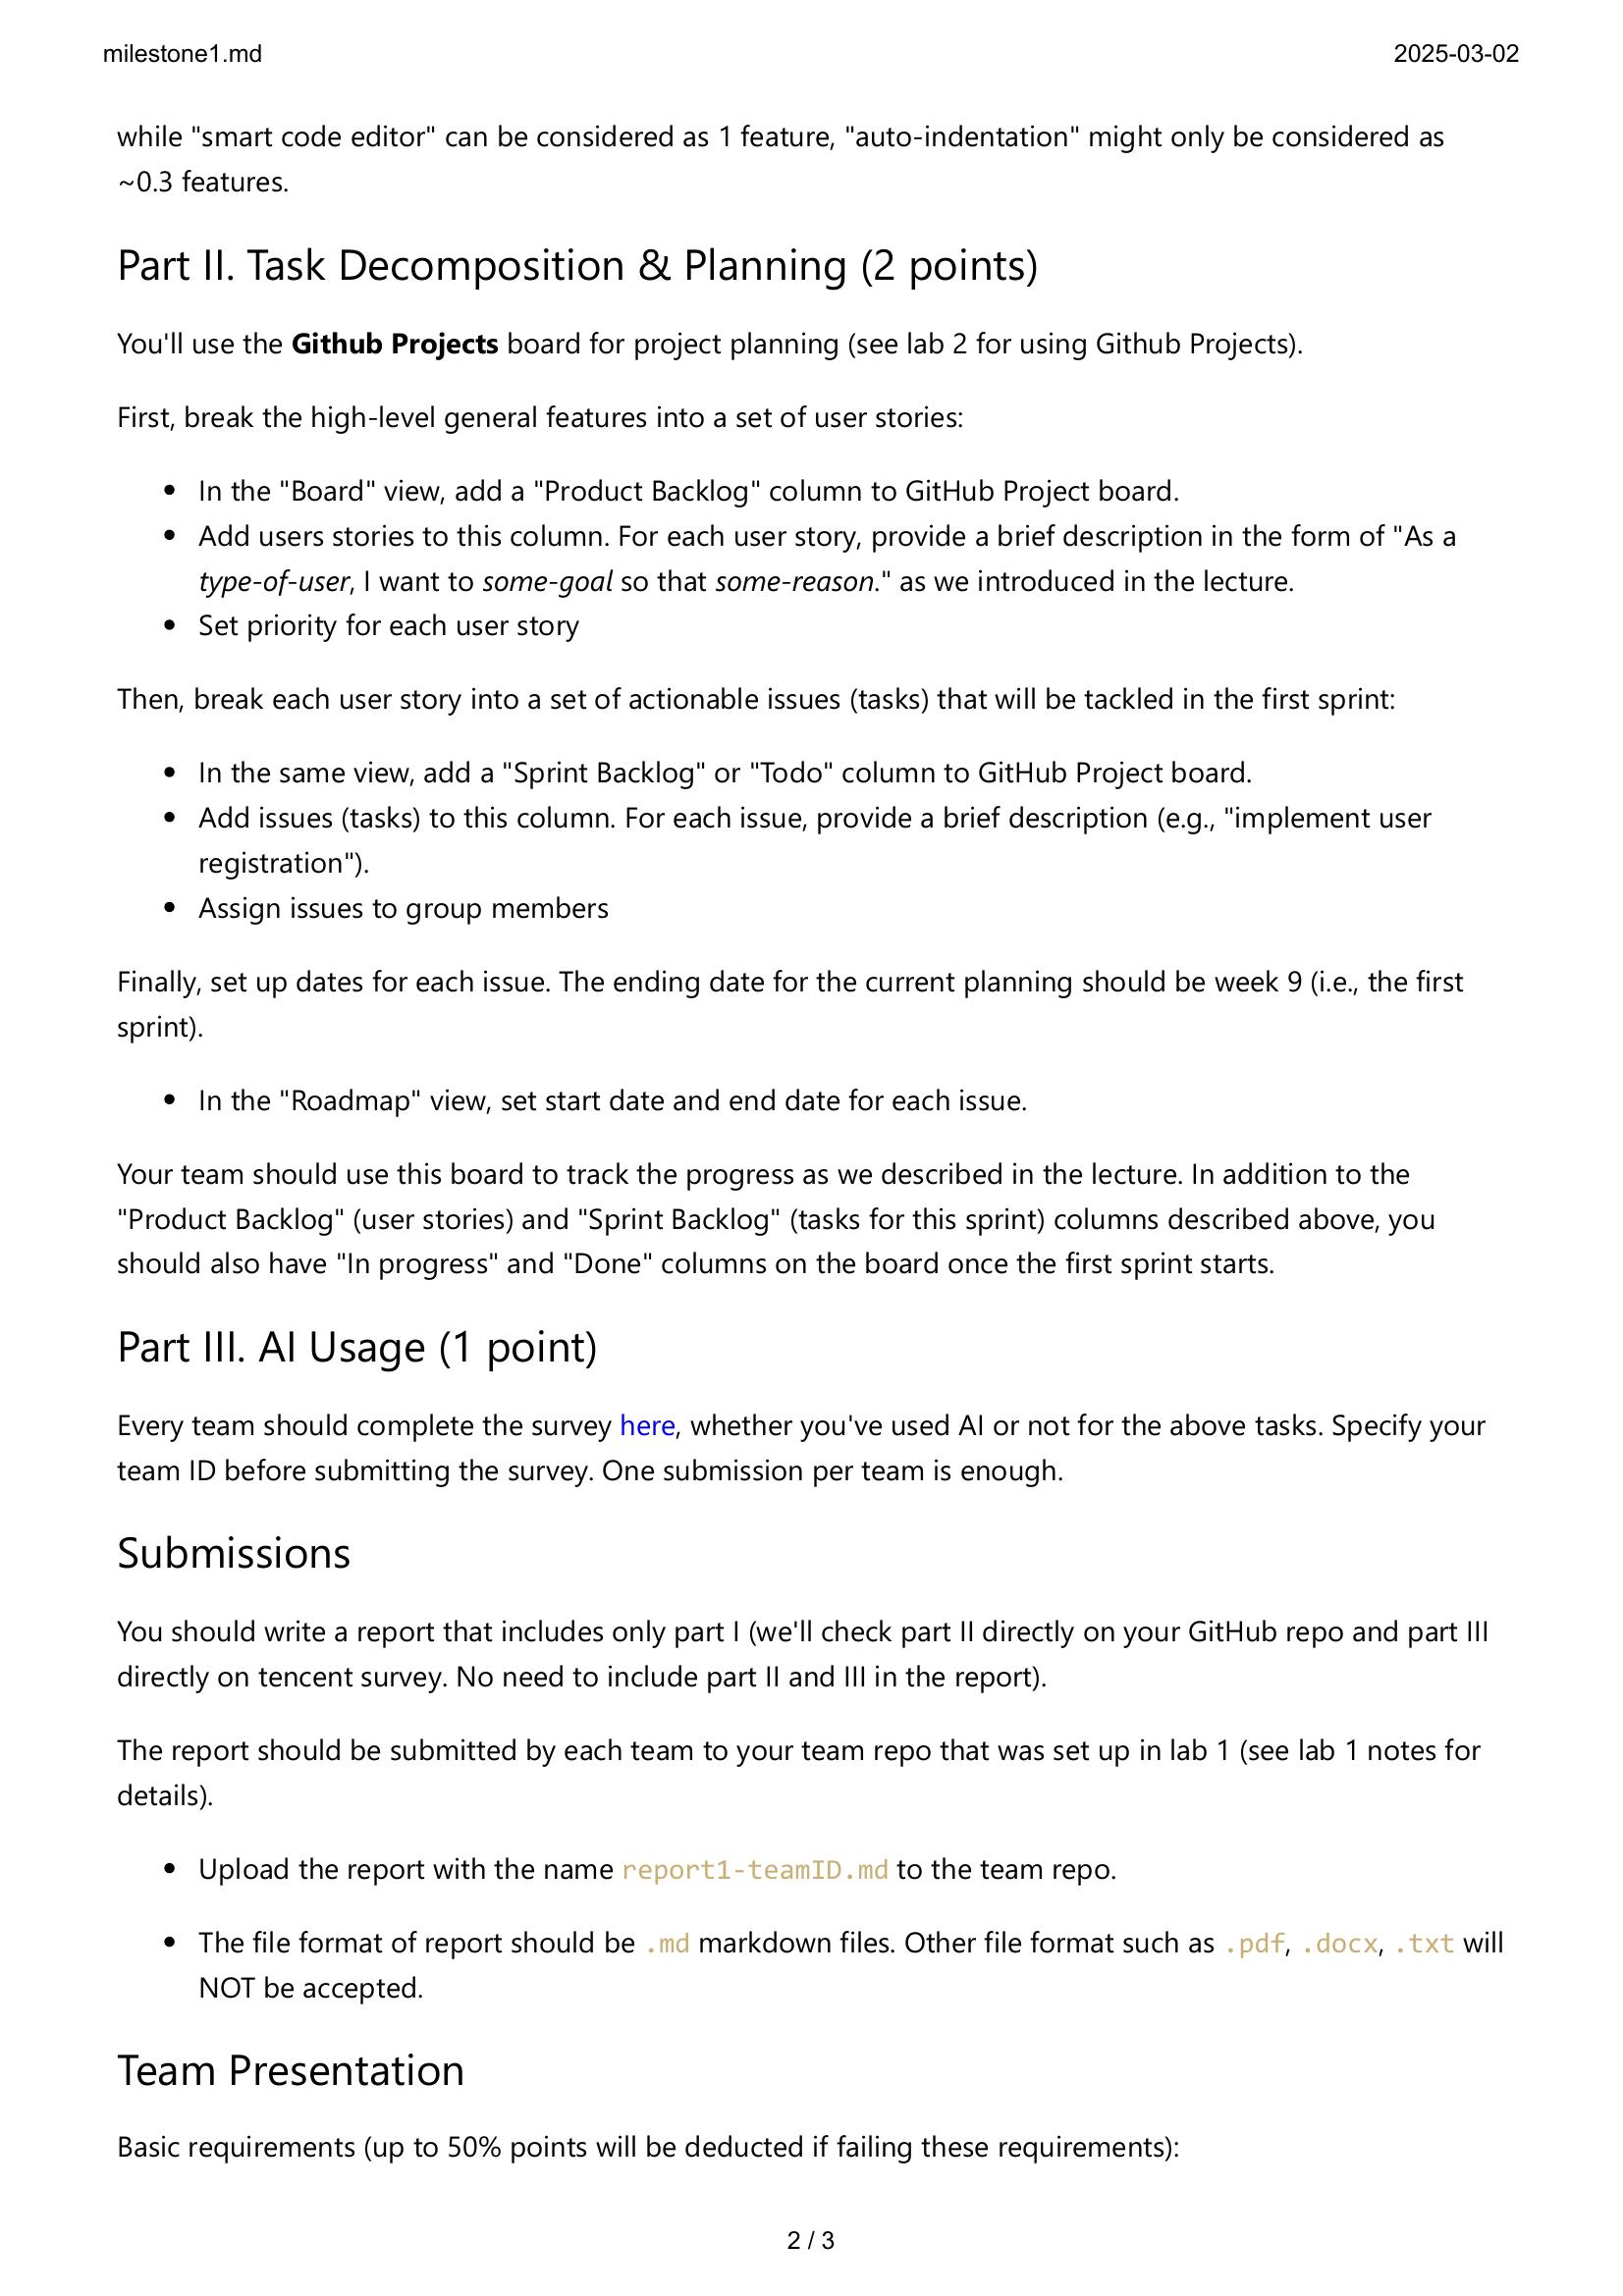 milestone1.md
2025-03-02
while "smart code editor" can be considered as 1 feature, "auto-indentation" might only be considered as
~0.3 features.
Part II. Task Decomposition & Planning (2 points)
You'll use the Github Projects board for project planning (see lab 2 for using Github Projects).
First, break the high-level general features into a set of user stories:
• In the "Board" view, add a "Product Backlog" column to GitHub Project board.
• Add users stories to this column. For each user story, provide a brief description in the form of "As a
type-of-user, I want to some-goal so that some-reason." as we introduced in the lecture.
• Set priority for each user story
Then, break each user story into a set of actionable issues (tasks) that will be tackled in the first sprint:
• In the same view, add a "Sprint Backlog" or "Todo" column to GitHub Project board.
• Add issues (tasks) to this column. For each issue, provide a brief description (e.g., "implement user
registration").
• Assign issues to group members
Finally, set up dates for each issue. The ending date for the current planning should be week 9 (i.e., the first
sprint).
• In the "Roadmap" view, set start date and end date for each issue.
Your team should use this board to track the progress as we described in the lecture. In addition to the
"Product Backlog" (user stories) and "Sprint Backlog" (tasks for this sprint) columns described above, you
should also have "In progress" and "Done" columns on the board once the first sprint starts.
Part III. AI Usage (1 point)
Every team should complete the survey here, whether you've used AI or not for the above tasks. Specify your
team ID before submitting the survey. One submission per team is enough.
Submissions
You should write a report that includes only part I (we'll check part II directly on your GitHub repo and part III
directly on tencent survey. No need to include part II and III in the report).
The report should be submitted by each team to your team repo that was set up in lab 1 (see lab 1 notes for
details).
• Upload the report with the name report1-teamID.md to the team repo.
• The file format of report should be .md markdown files. Other file format such as .pdf, .docx, .txt will
NOT be accepted.
Team Presentation
Basic requirements (up to 50% points will be deducted if failing these requirements):
2 / 3